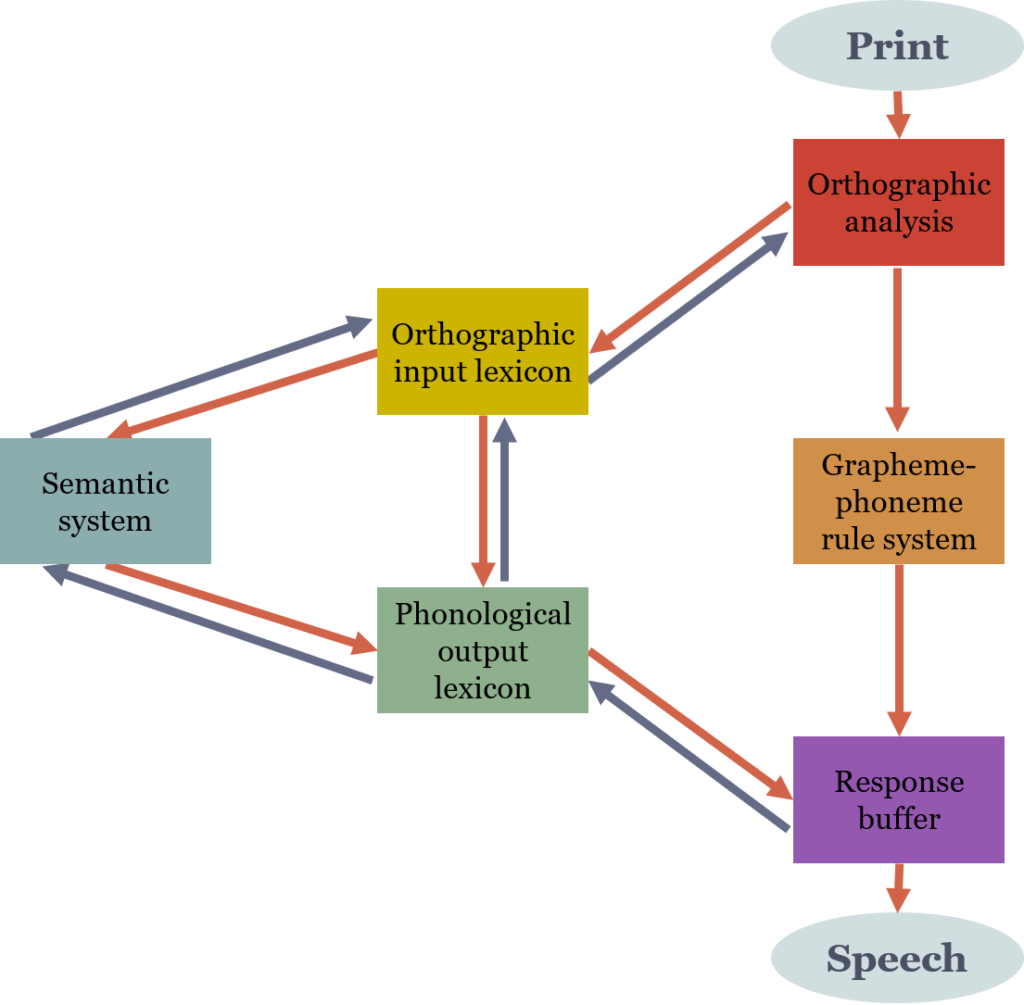 Print
Orthographic
analysis
Orthographic
input lexicon
Semantic
system
Grapheme-
phoneme
rule system
Phonological
output
lexicon
Response
buffer
Speech